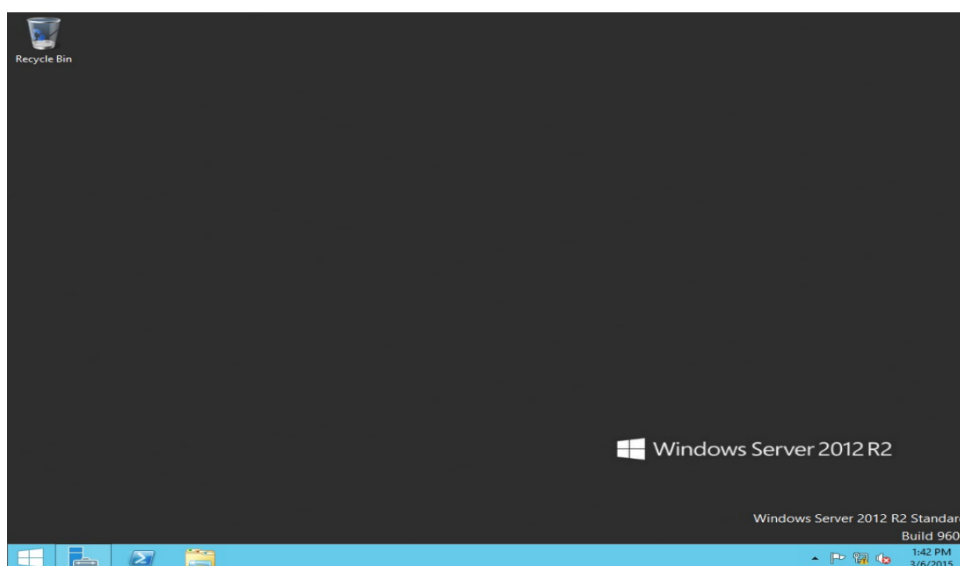 Recycle Bin
Windows Server 2012 R2
Windows Server 2012 R2 Standar
Build 960
1:42 PM
3/6/2015